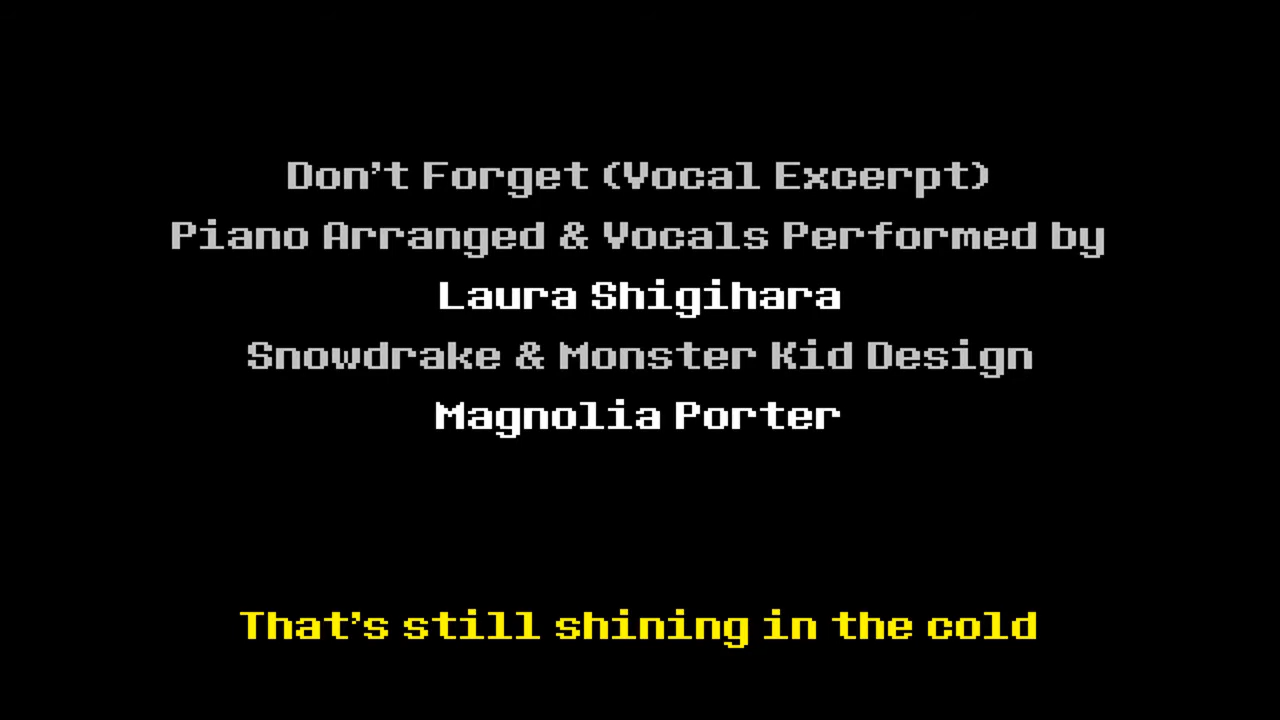 Don't Forget (Vocal Excerpt)
Piano Arranged & Vocals Performed by
Laura Shigihara
Snowdrake & Monster Kid Design
Magnolia Porter
That's still shining in the cold